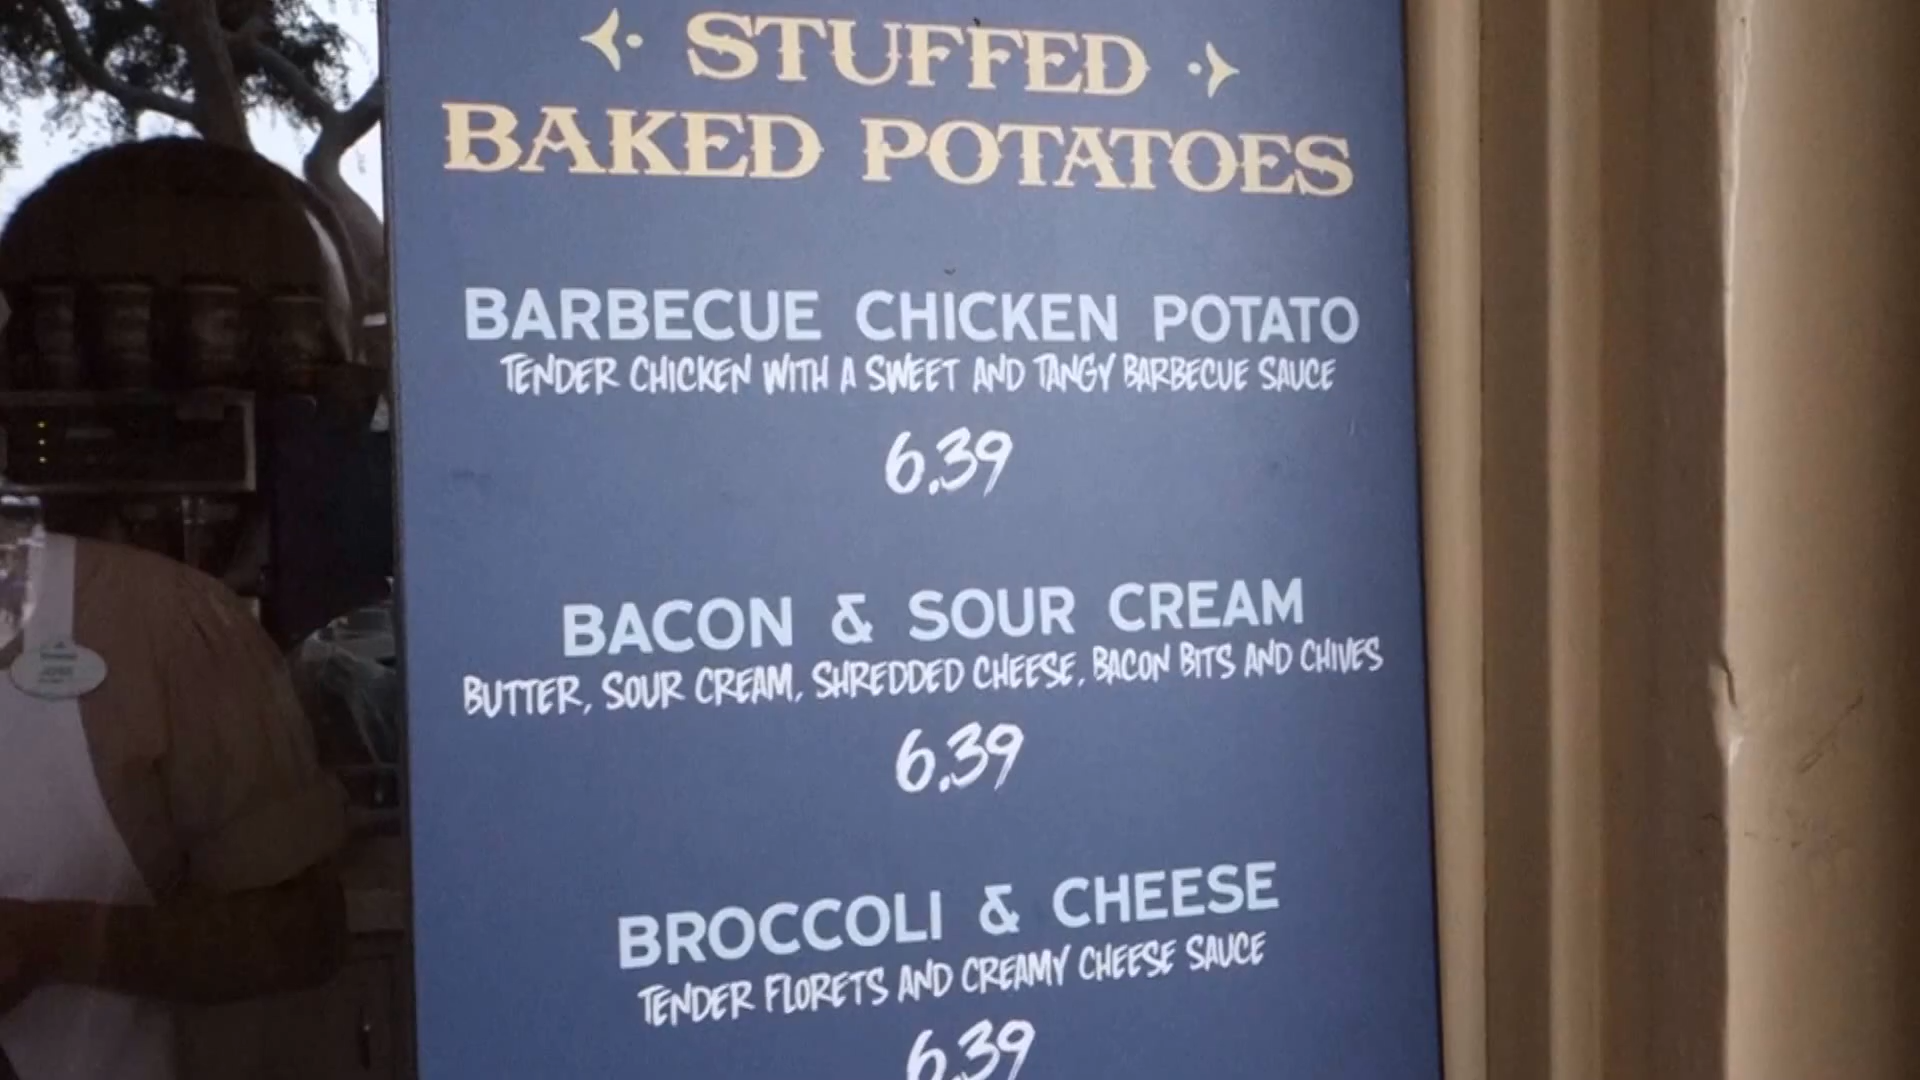 STUFFED
BAKED POTATOES
BARBECUE CHICKEN POTATO
TENDER CHICKEN WITH A SWEET AND TANGY BARBECUE SAUCE
6.39
BACON & SOUR CREAM
BUTTER, SOUR CREAM, SHREDDED CHEESE, BACON BITS AND CHIVES
6.39
BROCCOLI & CHEESE
TENDER FLORETS AND CREAMY CHEESE SAUCE
6.39